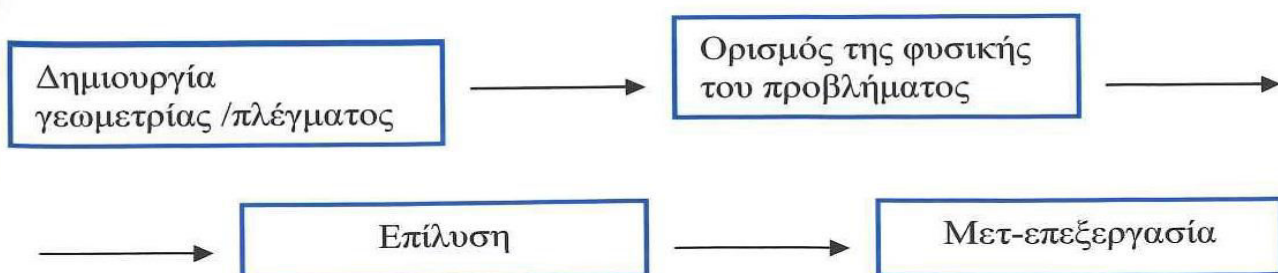 Δημιουργία
γεωμετρίας /πλέγματος
Ορισμός της φυσικής
του προβλήματος
Επίλυση
Μετ-επεξεργασία